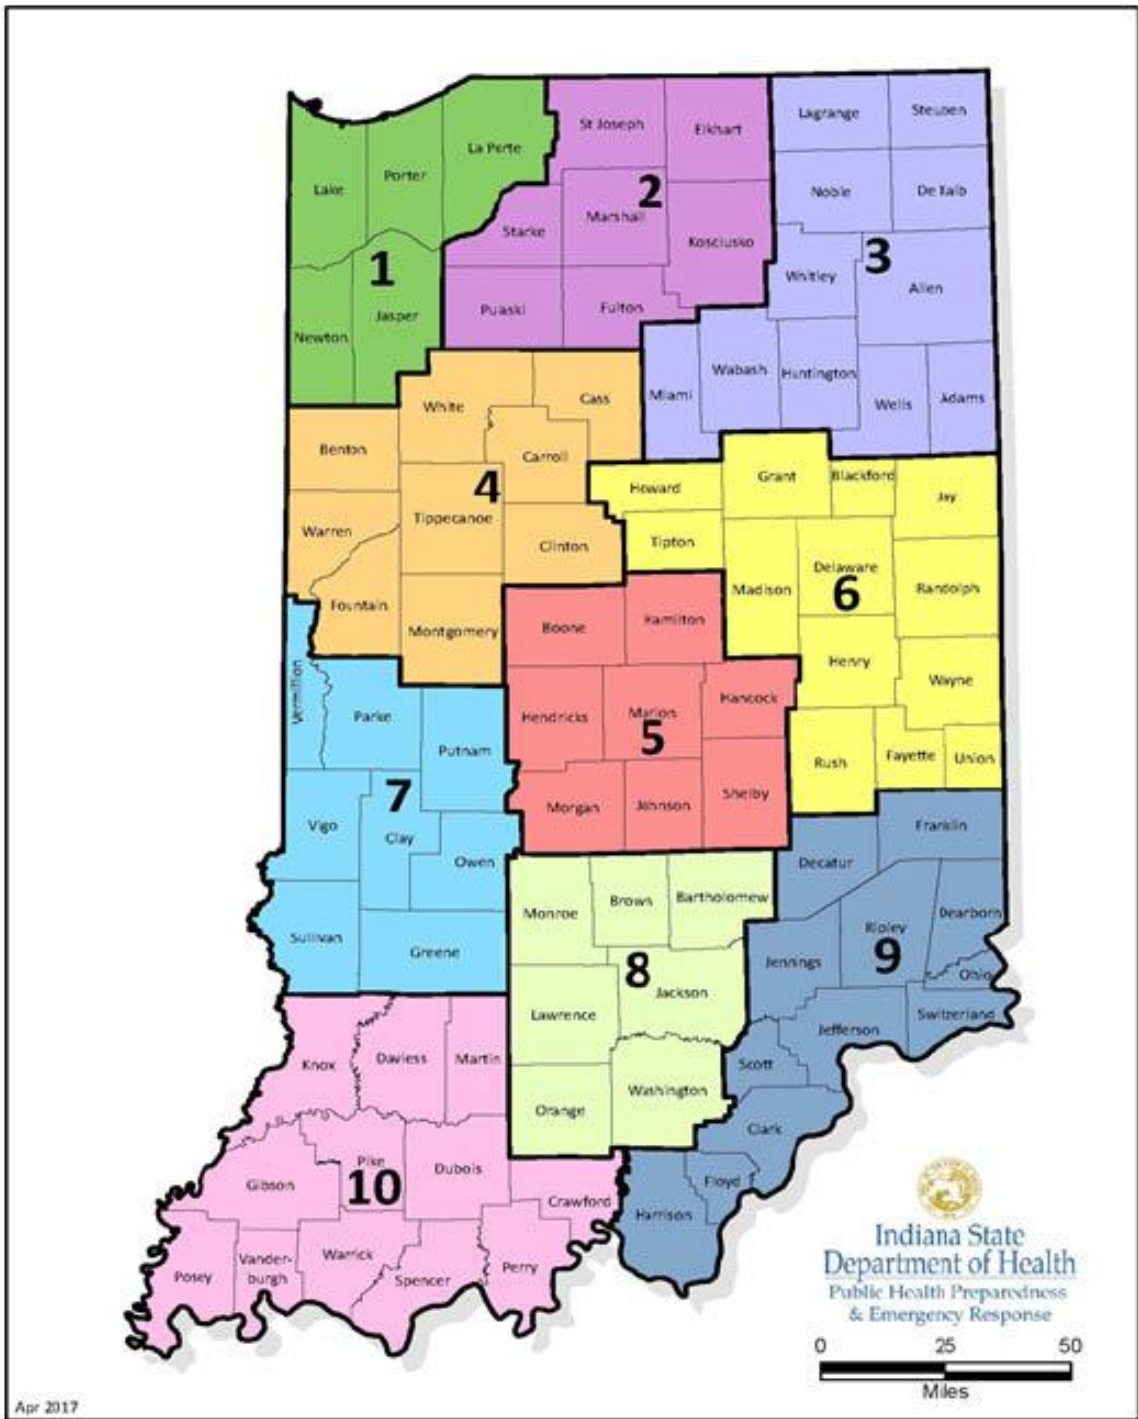 Lagrange
Steuben
St Joseph
Elkhart
La Porte
Porter
Lake
Noble
De Kalb
2
Marshall
Starke
Kosciusko
3
Whitley
Allen
1
Jasper
Newton
Pulaski
Fulton
Wabash
Huntington
Miami
Wells
Adams
White
Cass
Benton
Carroll
4
Grant
Blackford
Howard
Jay
Tippecanoe
Warren
Clinton
Tipton
Delaware
Madison
6
Randolph
Fountain
Montgomery
Boone
Hamilton
Henry
Wayne
Vermillion
Parke
Hendricks
Marion
Hancock
5
Putnam
Rush
Fayette
Union
7
Morgan
Johnson
Shelby
Vigo
Clay
Owen
Franklin
Decatur
Monroe
Brown
Bartholomew
Dearborn
Ripley
Sullivan
Greene
9
Jennings
8
Jackson
Ohio
Lawrence
Switzerland
Jefferson
Knox
Daviess
Martin
Scott
Washington
Orange
Clark
Pike
Dubois
Gibson
10
Floyd
Crawford
Harrison
Warrick
Vander-
burgh
Perry
Posey
Spencer
Indiana State
Department of Health
Public Health Preparedness
& Emergency Response
0 25 50
Miles
Apr 2017